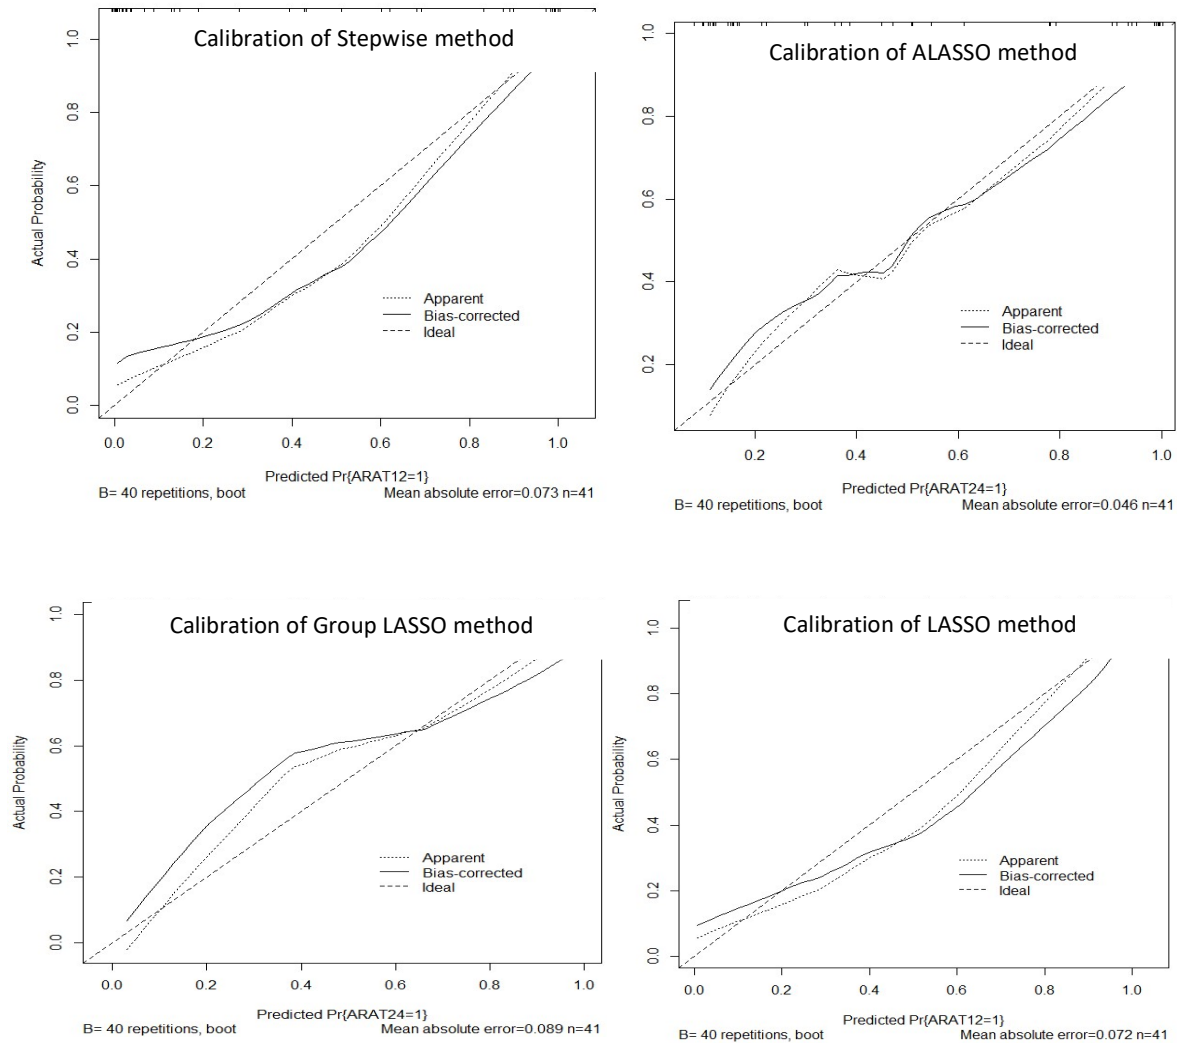 Calibration of Stepwise method
Actual Probability
1.0
0.8
0.6
0.4
0.2
0.0
Apparent
Bias-corrected
Ideal
0.0 0.2 0.4 0.6 0.8 1.0
Predicted Pr{ARAT12=1}
B= 40 repetitions, boot Mean absolute error=0.073 n=41
Calibration of ALASSO method
1.0
0.8
0.6
0.4
0.2
Apparent
Bias-corrected
Ideal
0.2 0.4 0.6 0.8 1.0
Predicted Pr{ARAT24=1}
B= 40 repetitions, boot Mean absolute error=0.046 n=41
Calibration of Group LASSO method
Actual Probability
1.0
0.8
0.6
0.4
0.2
0.0
Apparent
Bias-corrected
Ideal
0.0 0.2 0.4 0.6 0.8 1.0
Predicted Pr{ARAT24=1}
B= 40 repetitions, boot Mean absolute error=0.089 n=41
Calibration of LASSO method
Actual Probability
1.0
0.8
0.6
0.4
0.2
0.0
Apparent
Bias-corrected
Ideal
0.0 0.2 0.4 0.6 0.8 1.0
Predicted Pr{ARAT12=1}
B= 40 repetitions, boot Mean absolute error=0.072 n=41